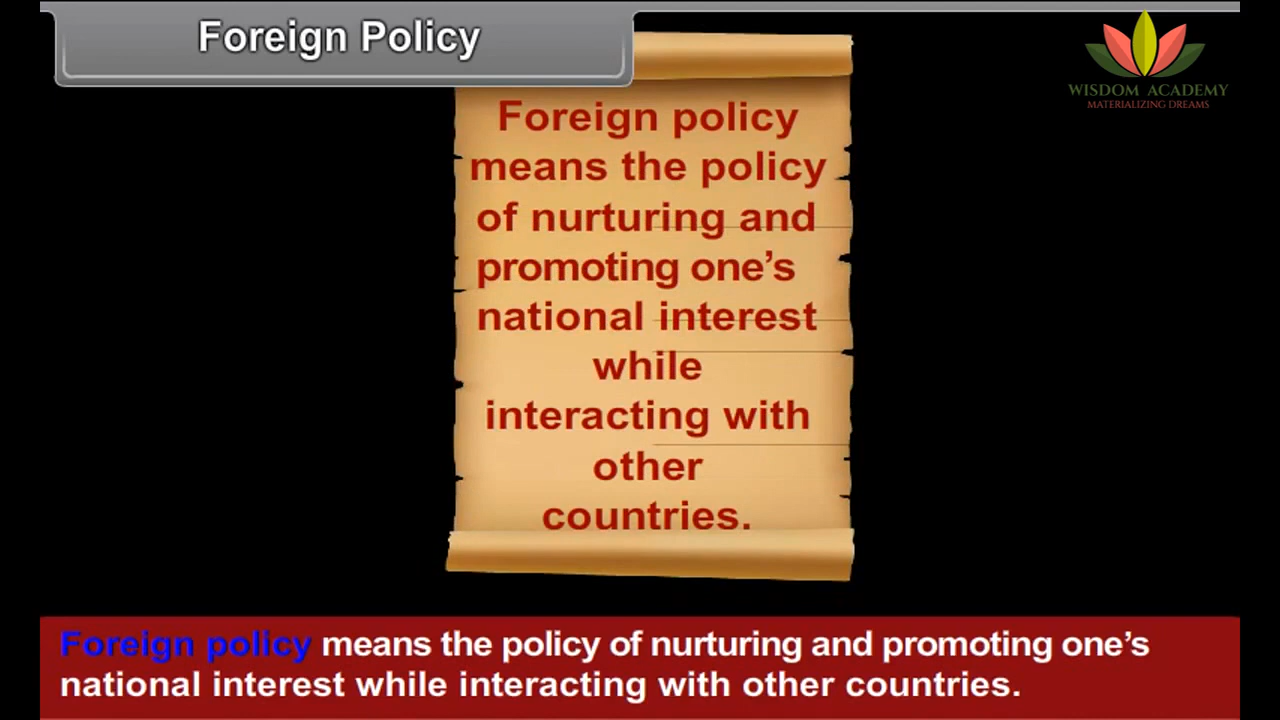 Foreign Policy
WISDOM ACADEMY
MATERIALIZING DREAMS
Foreign policy
means the policy
of nurturing and
promoting one’s
national interest
while
interacting with
other
countries.
Foreign policy means the policy of nurturing and promoting one’s
national interest while interacting with other countries.